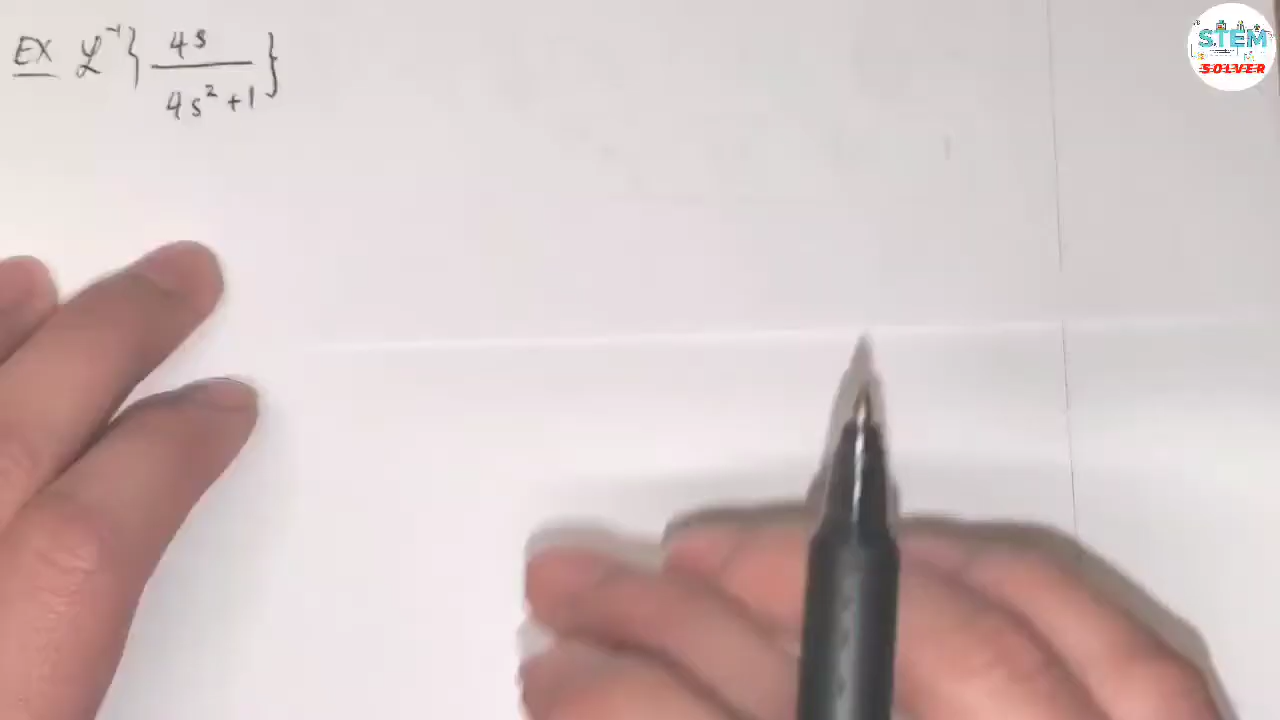 EX ℒ⁻¹{ 4s / 4s² + 1 }
STEM
SOLVER